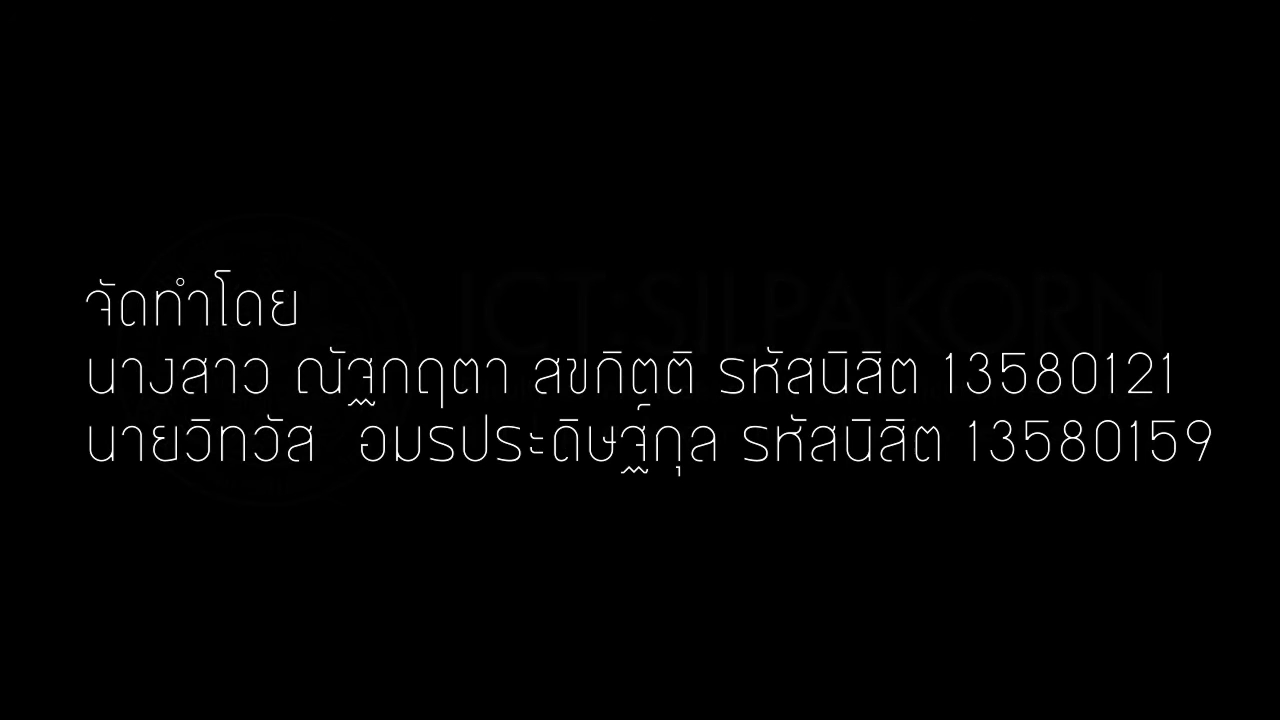 จัดทำโดย
นางสาว ณัฐกฤตา สขกิตติ รหัสนิสิต 13580121
นายวิทวัส อมรประดิษฐ์กุล รหัสนิสิต 13580159
ICT:SILPAKORN